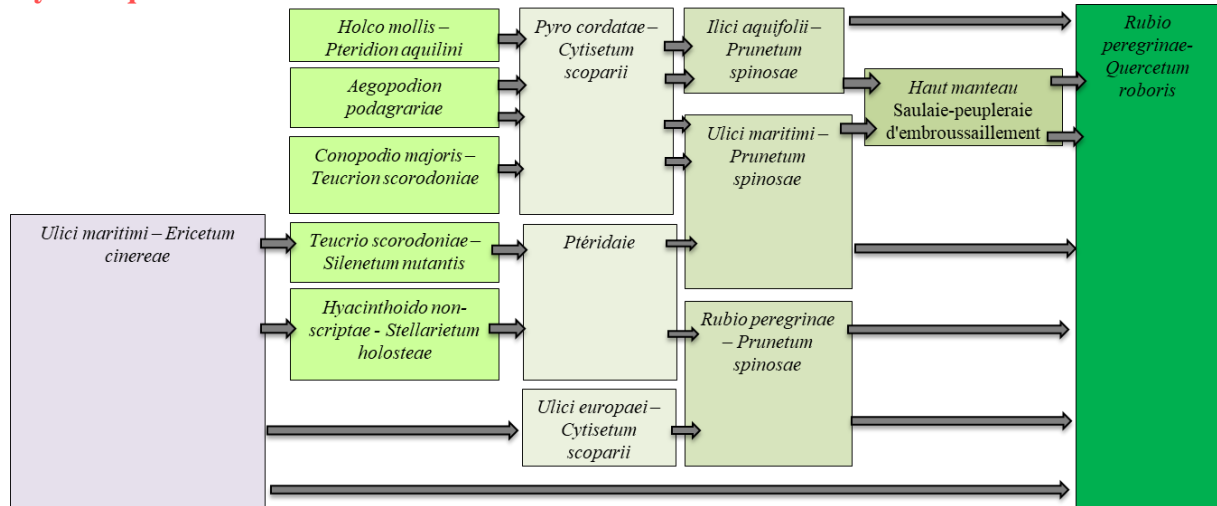 Holco mollis –
Pteridion aquilini
Aegopodion
podagrariae
Conopodio majoris –
Teucrion scorodoniae
Ulici maritimi – Ericetum
cinereae
Teucrio scorodoniae –
Silenetum nutantis
Hyacinthoido non-
scriptae - Stellarietum
holosteae
Pyro cordatae –
Cytisetum
scoparii
Ptéridaie
Ulici europaei –
Cytisetum
scoparii
Ilici aquifolii –
Prunetum
spinosae
Ulici maritimi –
Prunetum
spinosae
Rubio peregrinae
– Prunetum
spinosae
Haut manteau
Saulaie-peupleraie
d'embroussaillement
Rubio
peregrinae-
Quercetum
roboris